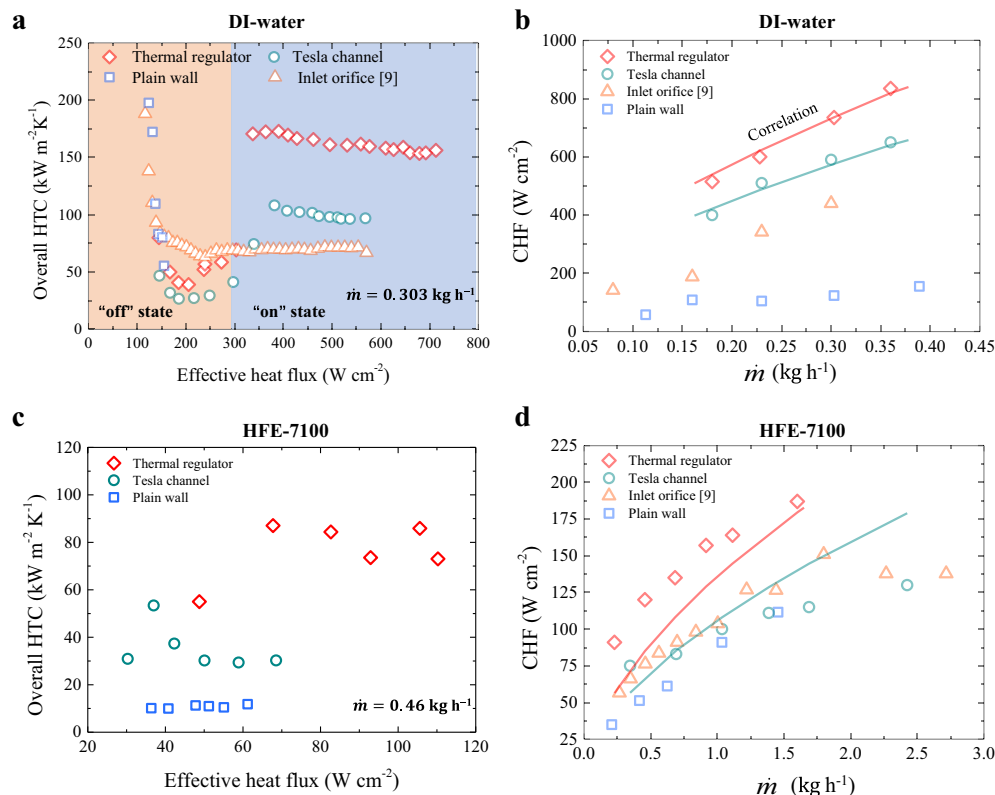 a
DI-water
Overall HTC (kW m⁻²K⁻¹)
250
200
150
100
50
0
Thermal regulator
Tesla channel
Plain wall
Inlet orifice [9]
ṁ = 0.303 kg h⁻¹
“off” state
“on” state
0 100 200 300 400 500 600 700 800
Effective heat flux (W cm⁻²)
b
DI-water
CHF (W cm⁻²)
1000
800
600
400
200
0
Thermal regulator
Tesla channel
Inlet orifice [9]
Plain wall
Correlation
0.05 0.10 0.15 0.20 0.25 0.30 0.35 0.40 0.45
ṁ (kg h⁻¹)
c
HFE-7100
Overall HTC (kW m⁻² K⁻¹)
120
100
80
60
40
20
0
Thermal regulator
Tesla channel
Plain wall
ṁ = 0.46 kg h⁻¹
20 40 60 80 100 120
Effective heat flux (W cm⁻²)
d
HFE-7100
CHF (W cm⁻²)
225
200
175
150
125
100
75
50
25
Thermal regulator
Tesla channel
Inlet orifice [9]
Plain wall
0.0 0.5 1.0 1.5 2.0 2.5 3.0
ṁ (kg h⁻¹)